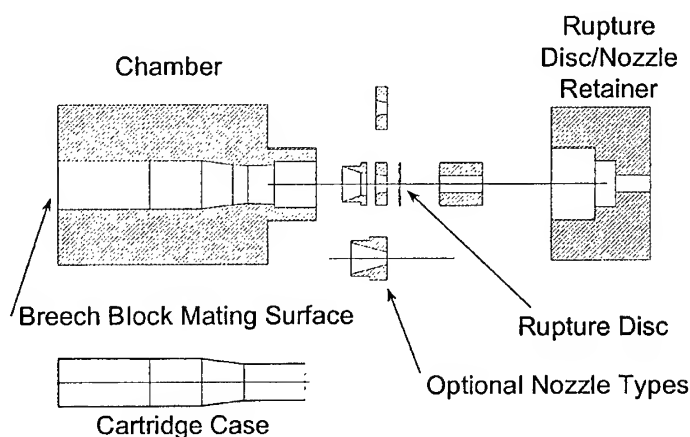 Chamber
Rupture
Disc/Nozzle
Retainer
Breech Block Mating Surface
Rupture Disc
Optional Nozzle Types
Cartridge Case